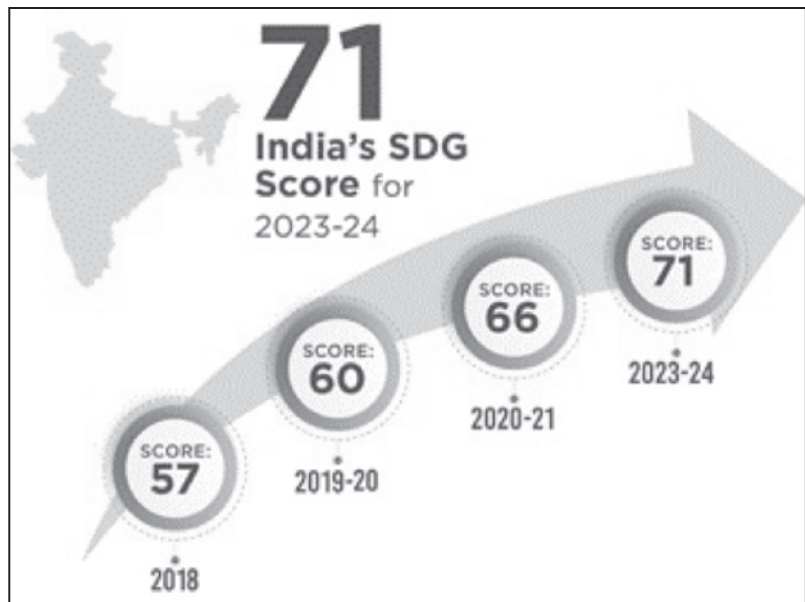 71
India's SDG
Score for
2023-24
SCORE:
57
2018
SCORE:
60
2019-20
SCORE:
66
2020-21
SCORE:
71
2023-24